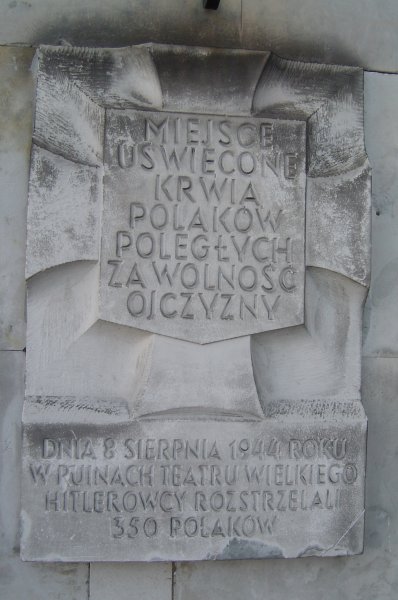 MIEJSCE
UŚWIĘCONE
KRWIĄ
POLAKÓW
POLEGŁYCH
ZA WOLNOŚĆ
OJCZYZNY
DNIA 8 SIERPNIA 1944 ROKU
W RUINACH TEATRU WIELKIEGO
HITLEROWCY ROZSTRZELALI
350 POLAKÓW